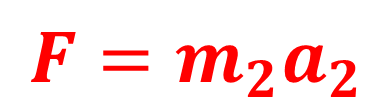 F = m₂a₂